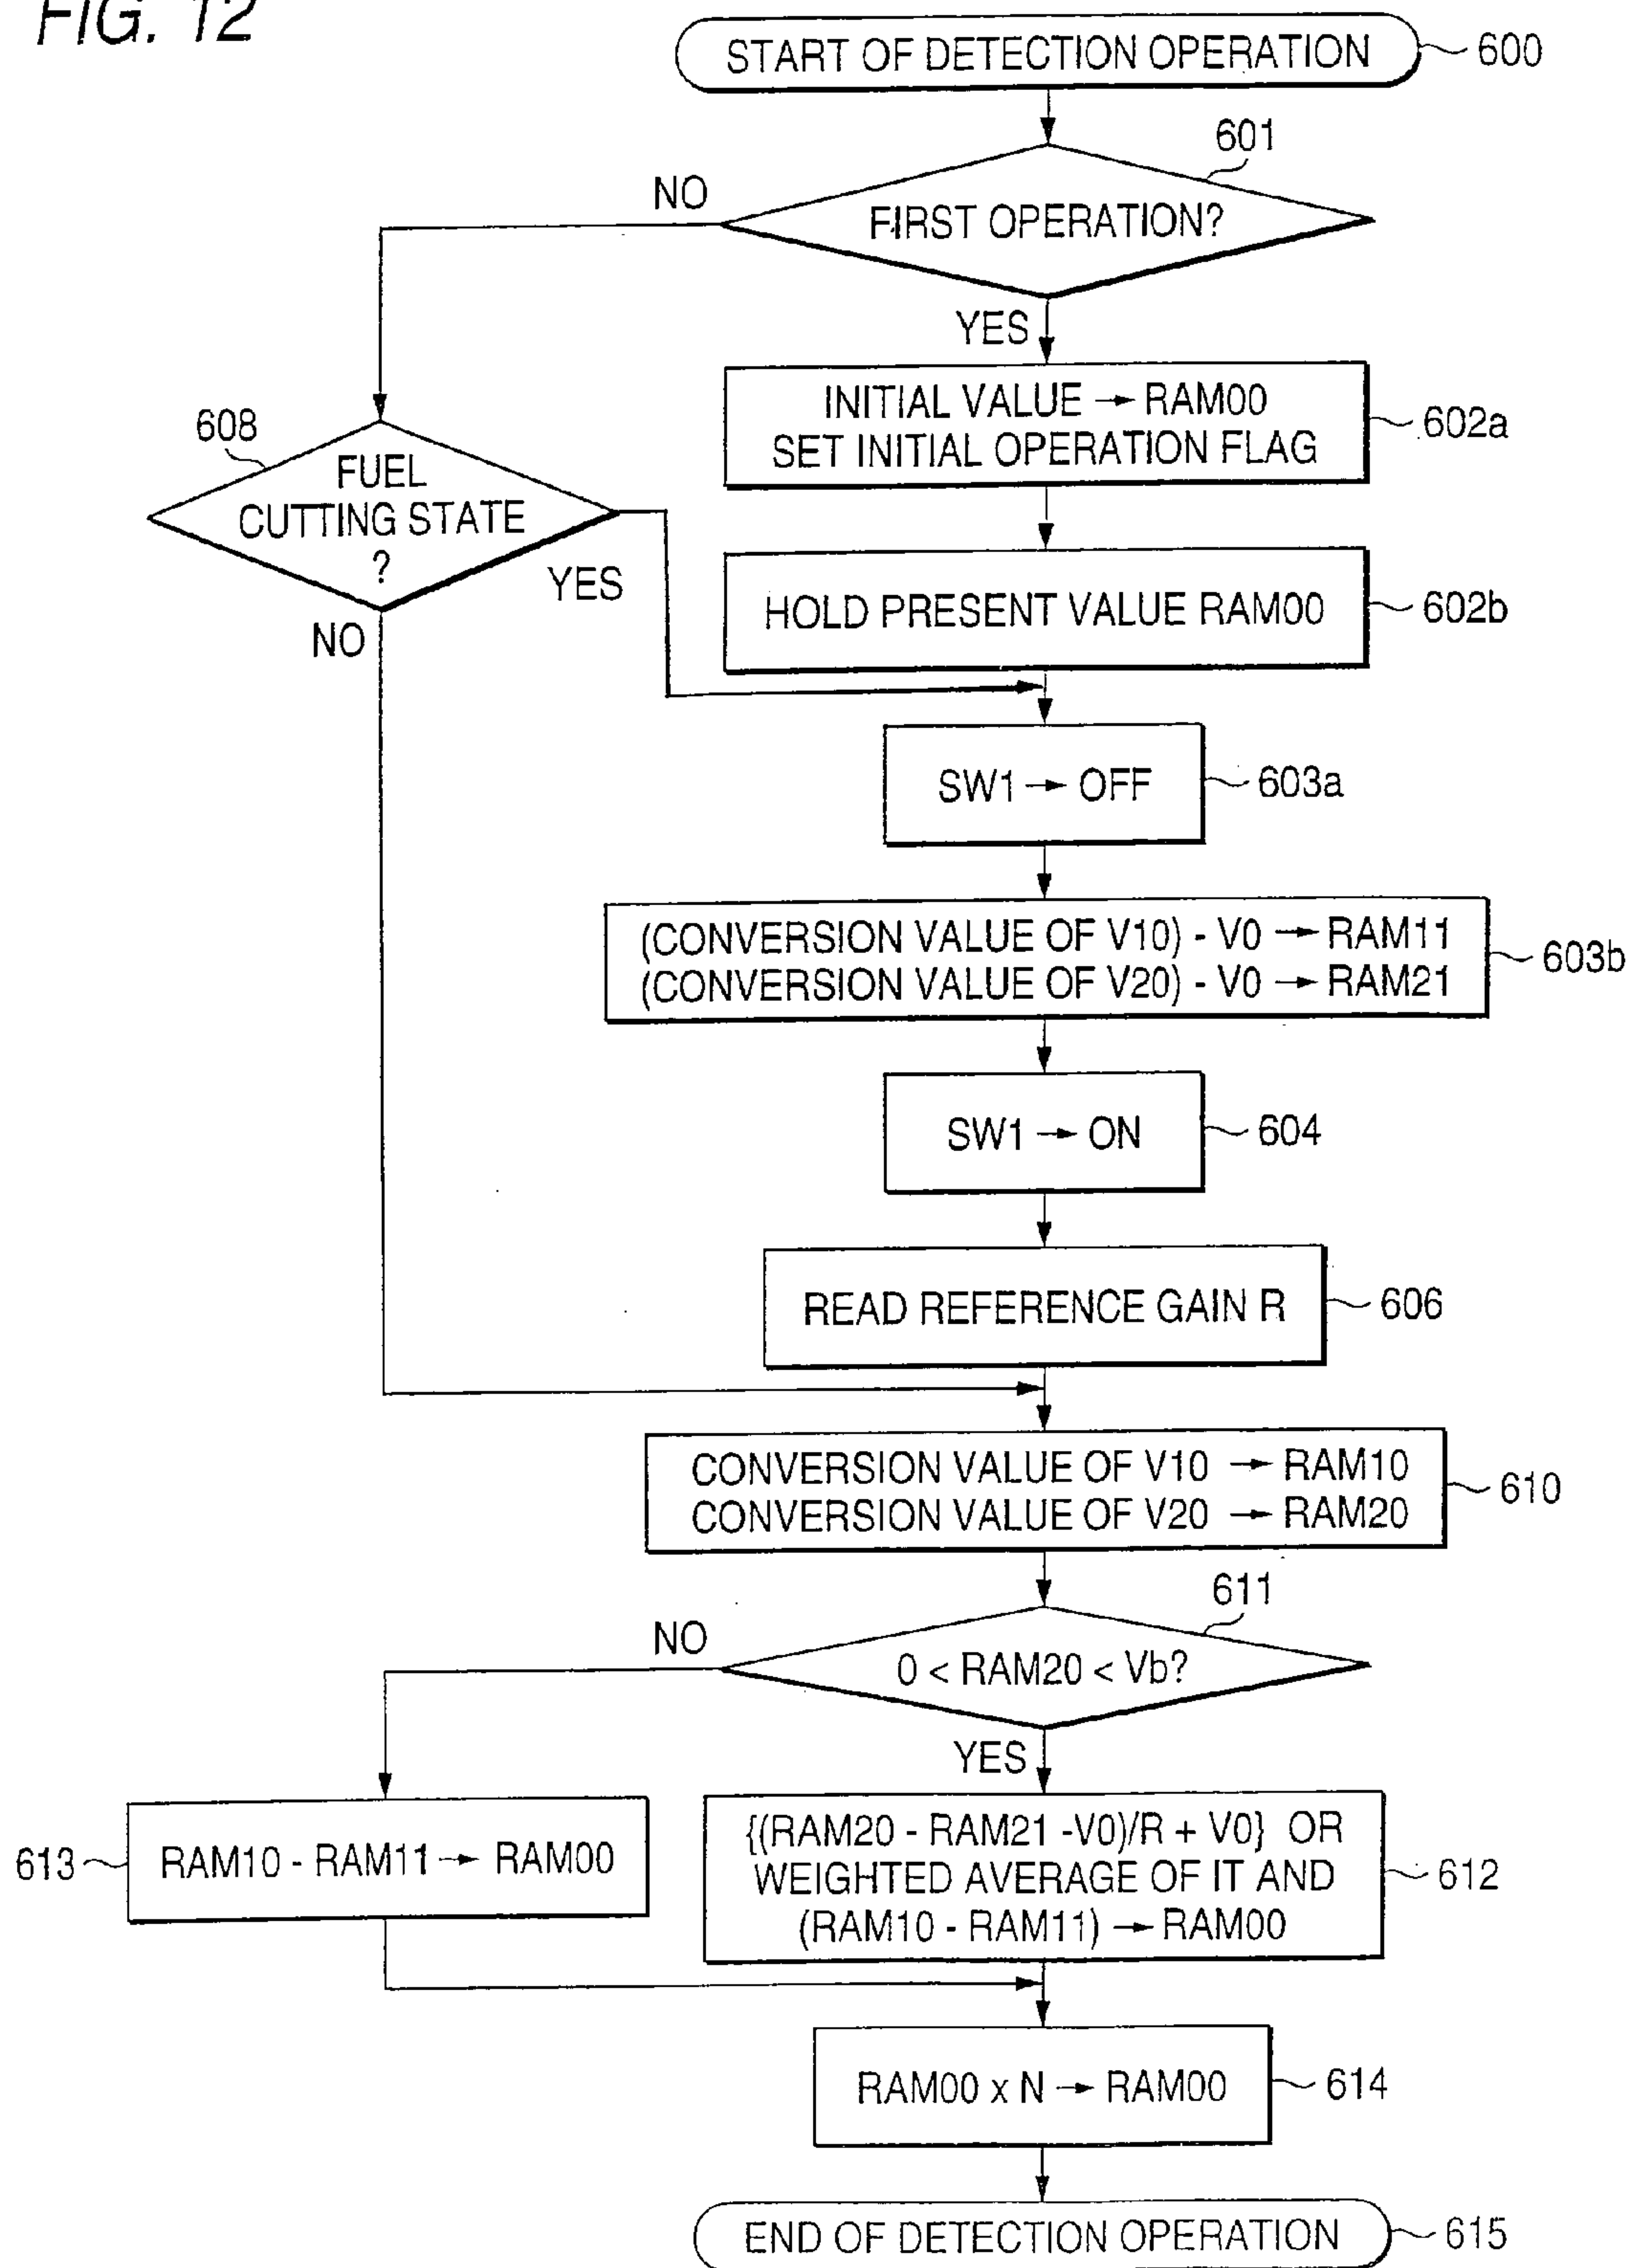 FIG. 12
START OF DETECTION OPERATION
600
601
NO
FIRST OPERATION?
YES
INITIAL VALUE → RAM00
SET INITIAL OPERATION FLAG
602a
608
FUEL
CUTTING STATE
?
YES
NO
HOLD PRESENT VALUE RAM00
602b
SW1 → OFF
603a
(CONVERSION VALUE OF V10) - V0 → RAM11
(CONVERSION VALUE OF V20) - V0 → RAM21
603b
SW1 → ON
604
READ REFERENCE GAIN R
606
CONVERSION VALUE OF V10 → RAM10
CONVERSION VALUE OF V20 → RAM20
610
611
NO
0 < RAM20 < Vb?
YES
613
RAM10 - RAM11 → RAM00
{(RAM20 - RAM21 -V0)/R + V0} OR
WEIGHTED AVERAGE OF IT AND
(RAM10 - RAM11) → RAM00
612
RAM00 x N → RAM00
614
END OF DETECTION OPERATION
615